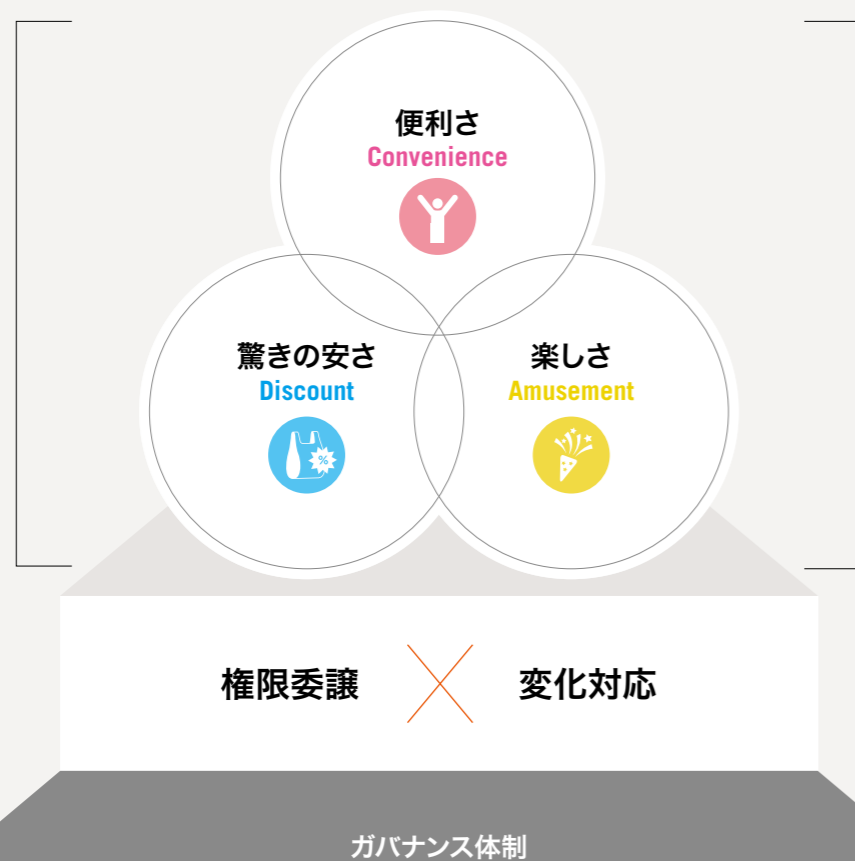 便利さ
Convenience
驚きの安さ
Discount
%
楽しさ
Amusement
権限委譲 × 変化対応
ガバナンス体制